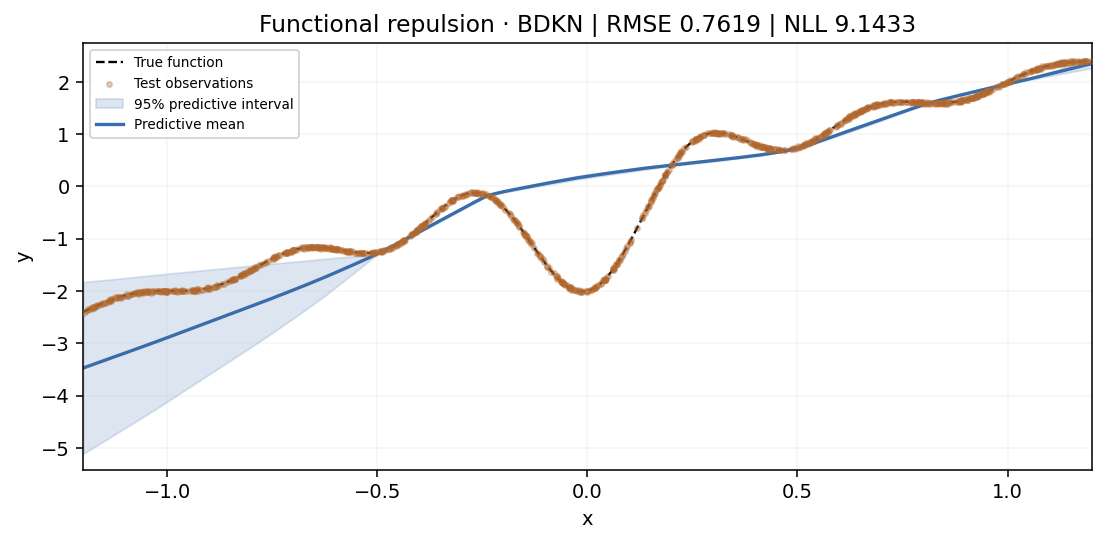 Functional repulsion · BDKN | RMSE 0.7619 | NLL 9.1433
True function
Test observations
95% predictive interval
Predictive mean
y
2
1
0
−1
−2
−3
−4
−5
−1.0
−0.5
0.0
0.5
1.0
x